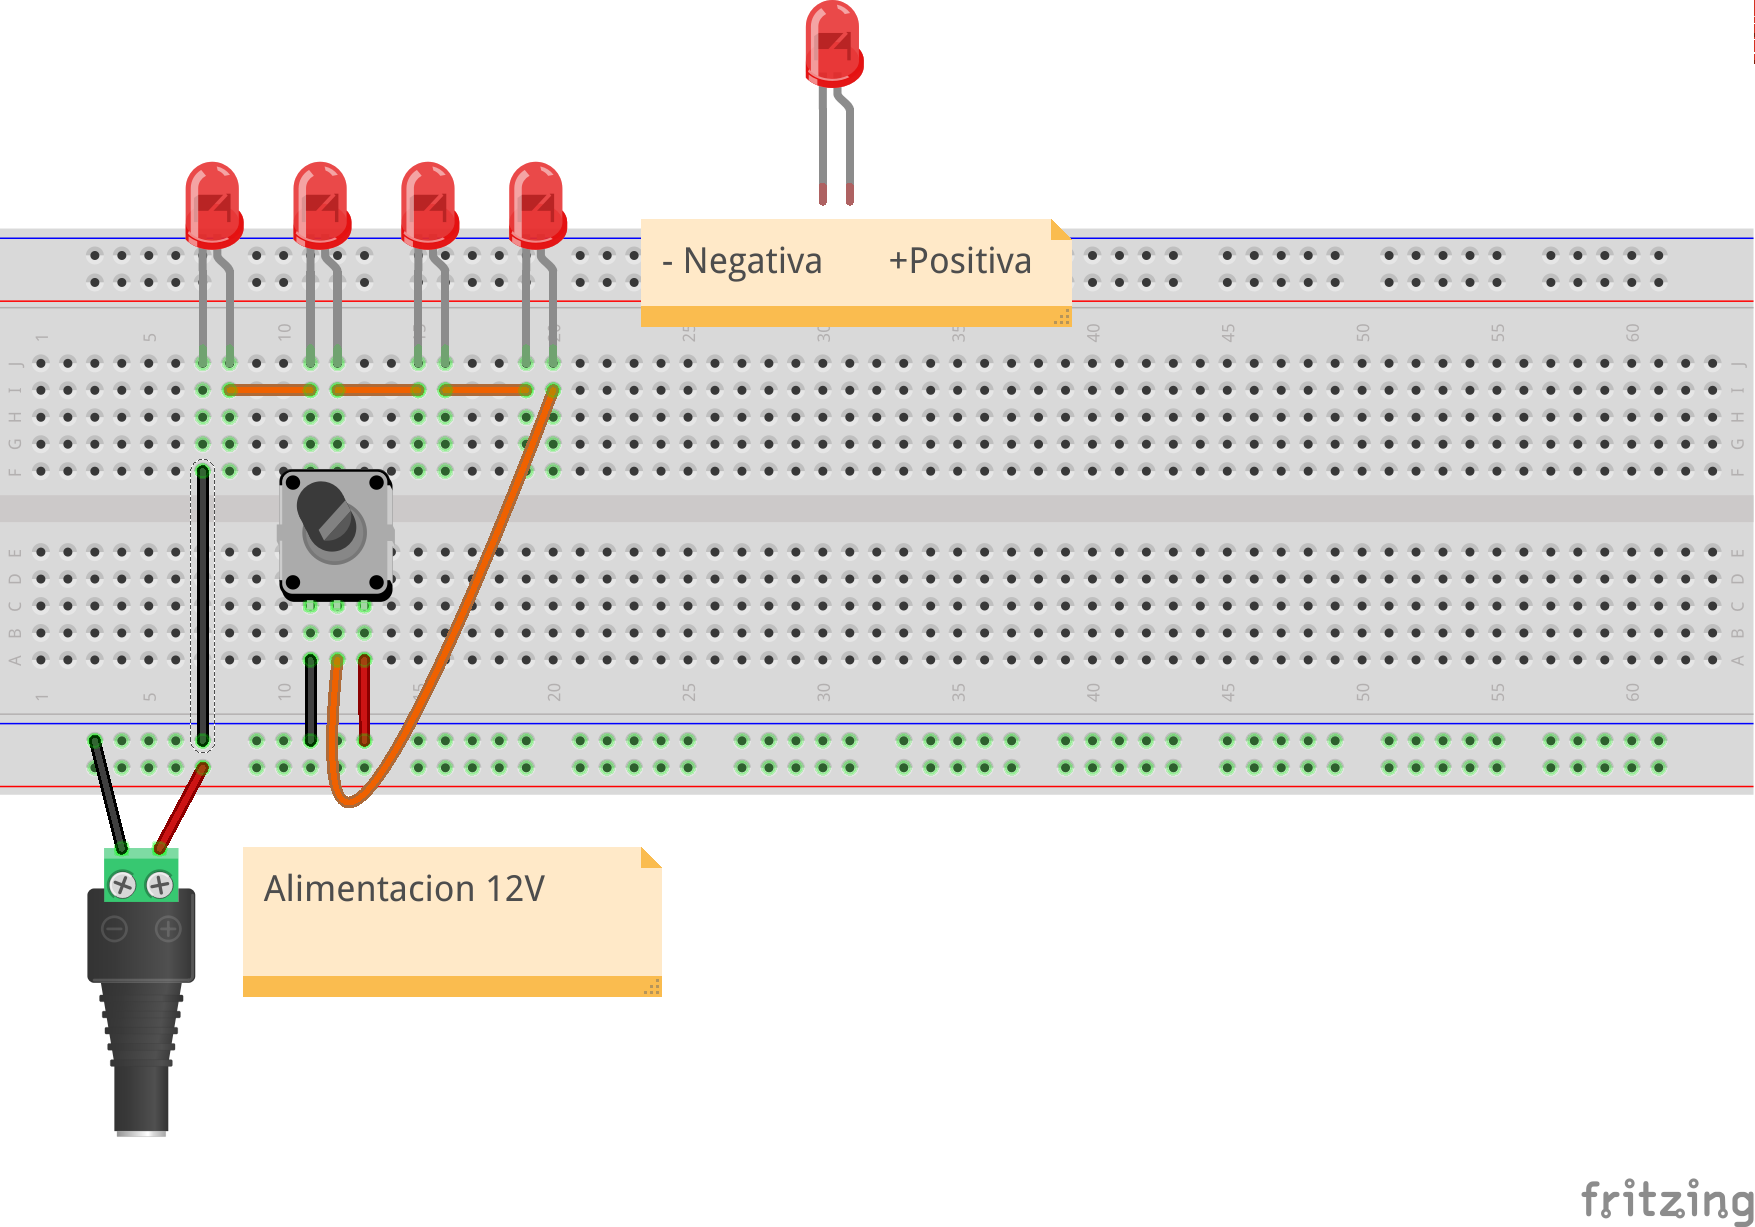 - Negativa +Positiva
1 5 10 15 20 25 30 35 40 45 50 55 60
J J
I I
H H
G G
F F
E E
D D
C C
B B
A A
1 5 10 15 20 25 30 35 40 45 50 55 60
Alimentacion 12V
fritzing